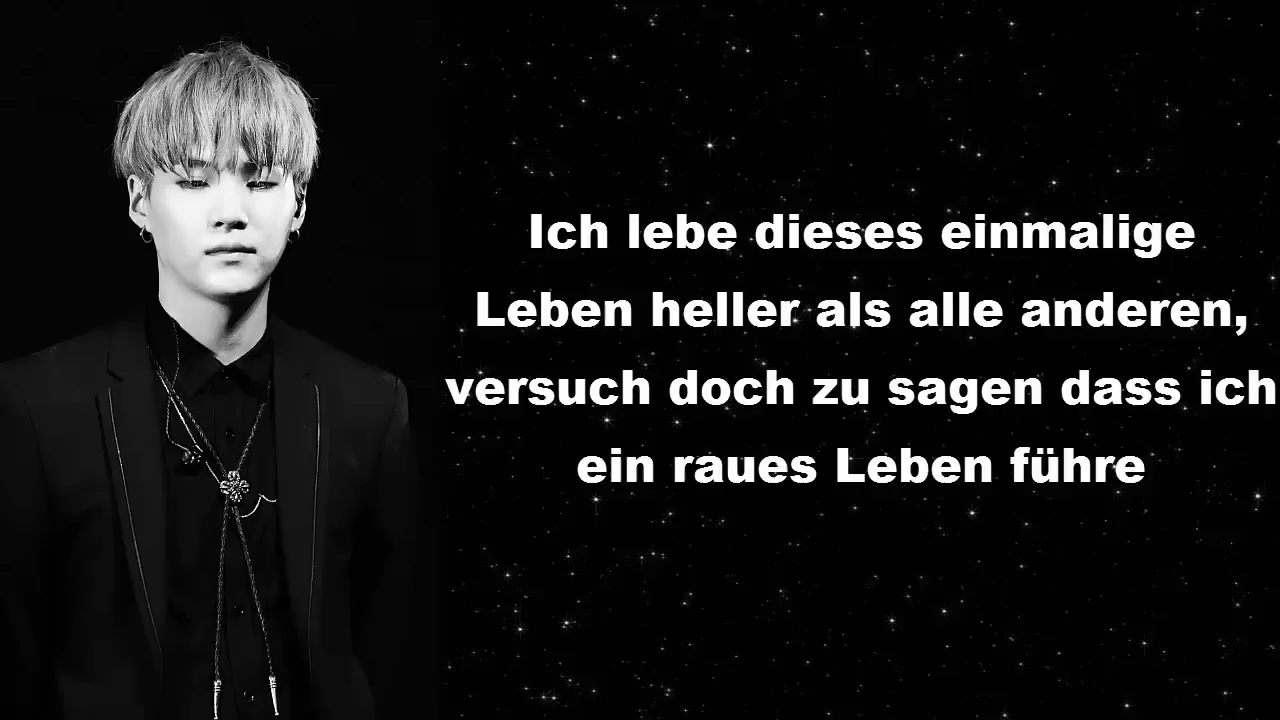 Ich lebe dieses einmalige
Leben heller als alle anderen,
versuch doch zu sagen dass ich
ein raues Leben führe